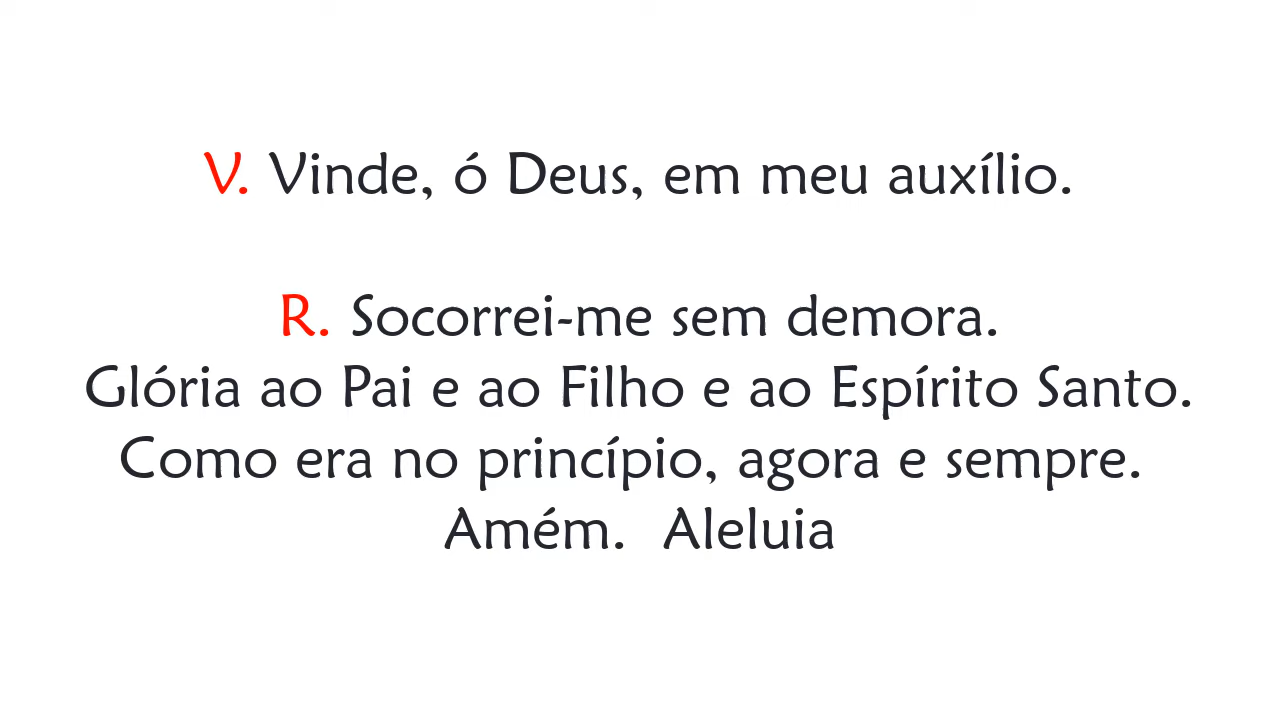 V. Vinde, ó Deus, em meu auxílio.
R. Socorrei-me sem demora.
Glória ao Pai e ao Filho e ao Espírito Santo.
Como era no princípio, agora e sempre.
Amém.  Aleluia